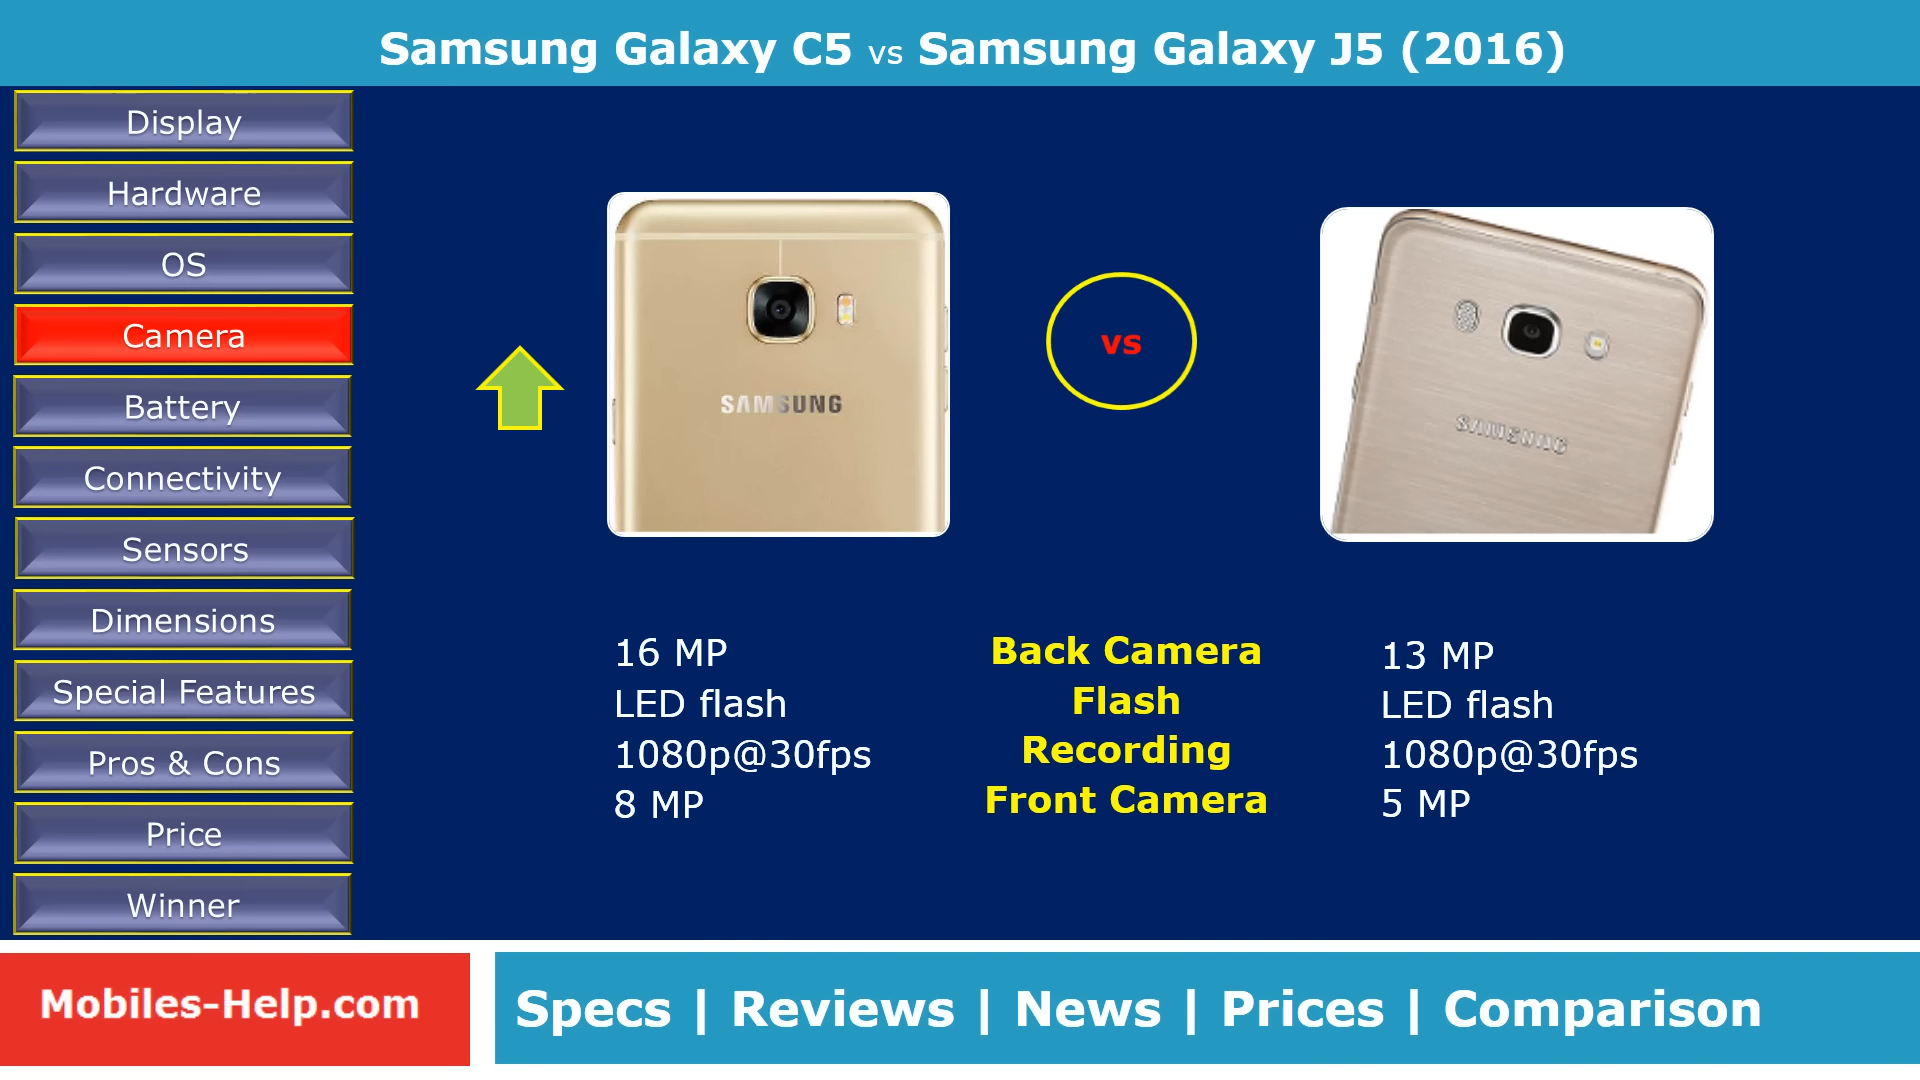 Samsung Galaxy C5 vs Samsung Galaxy J5 (2016)
Display
Hardware
OS
Camera
Battery
Connectivity
Sensors
Dimensions
Special Features
Pros & Cons
Price
Winner
SAMSUNG
vs
SAMSUNG
16 MP Back Camera 13 MP
LED flash Flash LED flash
1080p@30fps Recording 1080p@30fps
8 MP Front Camera 5 MP
Mobiles-Help.com
Specs | Reviews | News | Prices | Comparison